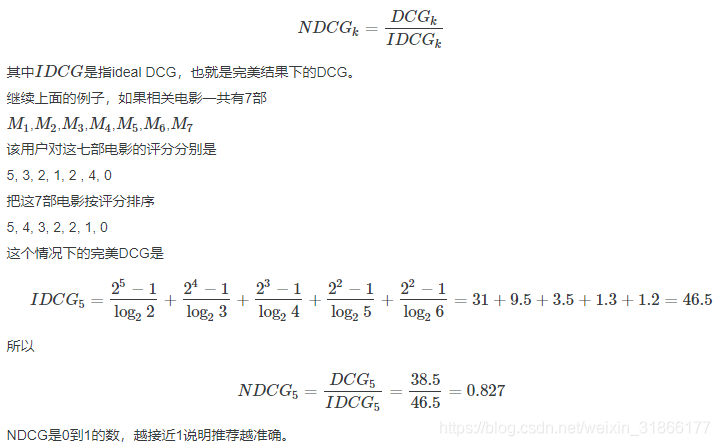 NDCG_k = \frac{DCG_k}{IDCG_k}
其中IDCG是指ideal DCG，也就是完美结果下的DCG。
继续上面的例子，如果相关电影一共有7部
M_1,M_2,M_3,M_4,M_5,M_6,M_7
该用户对这七部电影的评分分别是
5, 3, 2, 1, 2 , 4, 0
把这7部电影按评分排序
5, 4, 3, 2, 2, 1, 0
这个情况下的完美DCG是
IDCG_5 = \frac{2^5-1}{\log_2 2} + \frac{2^4-1}{\log_2 3} + \frac{2^3-1}{\log_2 4} + \frac{2^2-1}{\log_2 5} + \frac{2^2-1}{\log_2 6} = 31 + 9.5 + 3.5 + 1.3 + 1.2 = 46.5
所以
NDCG_5 = \frac{DCG_5}{IDCG_5} = \frac{38.5}{46.5} = 0.827
NDCG是0到1的数，越接近1说明推荐越准确。
https://blog.csdn.net/weixin_31866177